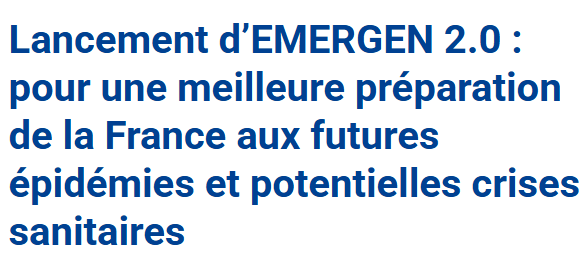 Lancement d’EMERGEN 2.0 :
pour une meilleure préparation
de la France aux futures
épidémies et potentielles crises
sanitaires